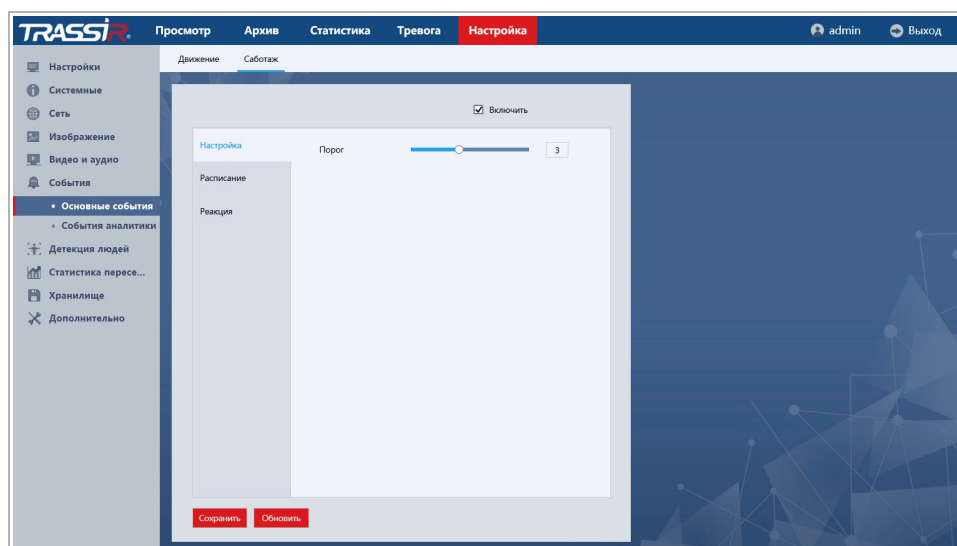 TRASSIR
Просмотр Архив Статистика Тревога Настройка admin Выход
Движение Саботаж
Настройки
Системные
Сеть
Изображение
Видео и аудио
События
• Основные события
• События аналитики
Детекция людей
Статистика пересе...
Хранилище
Дополнительно
Включить
Настройка
Порог 3
Расписание
Реакция
Сохранить Обновить